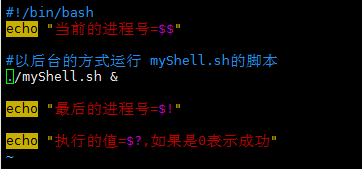 #!/bin/bash
echo "当前的进程号=$$"
#以后台的方式运行 myShell.sh的脚本
./myShell.sh &
echo "最后的进程号=$!"
echo "执行的值=$?,如果是0表示成功"
~